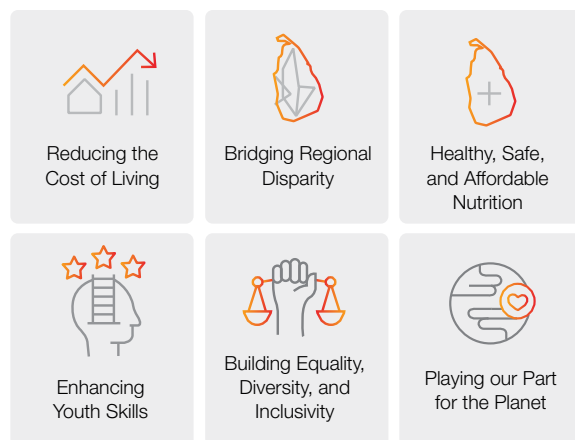 Reducing the
Cost of Living
Bridging Regional
Disparity
Healthy, Safe,
and Affordable
Nutrition
Enhancing
Youth Skills
Building Equality,
Diversity, and
Inclusivity
Playing our Part
for the Planet